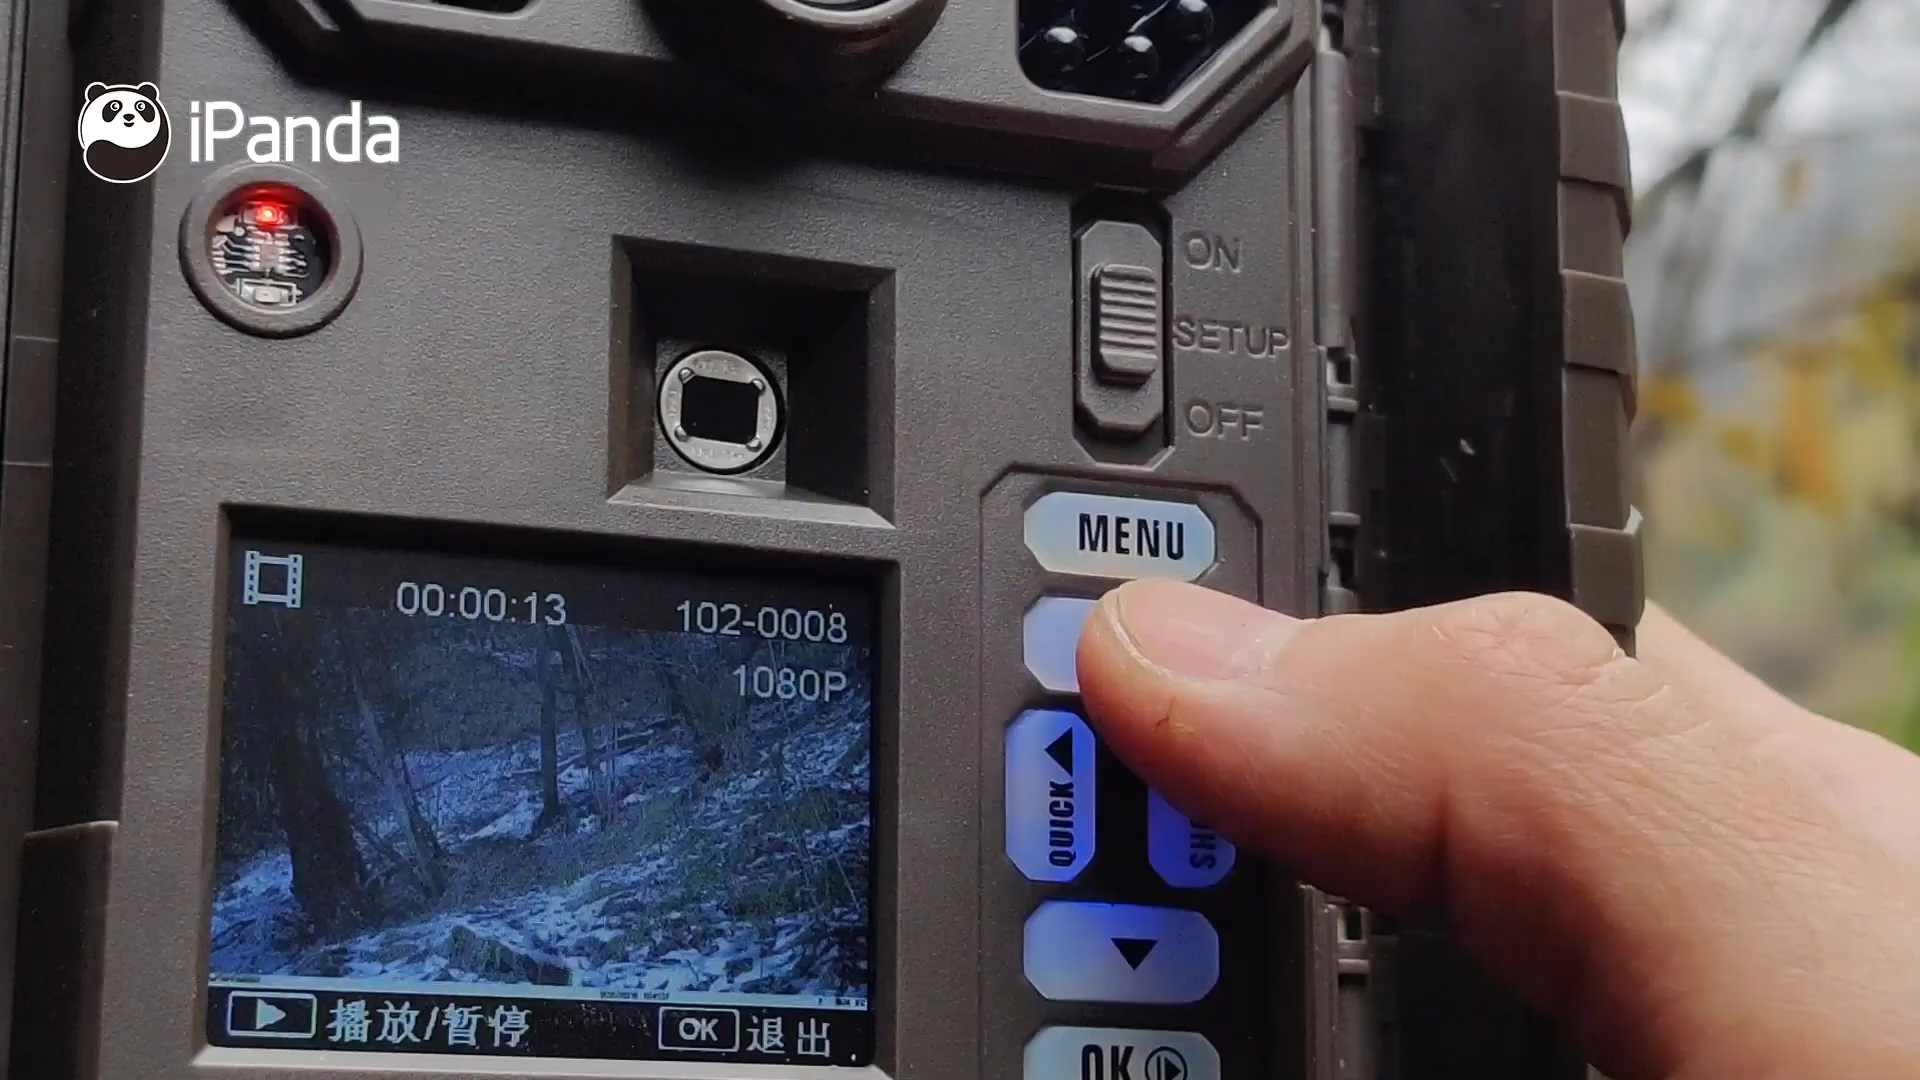 iPanda
ON
SETUP
OFF
MENU
00:00:13
102-0008
1080P
QUICK
播放/暂停
OK 退出
OK